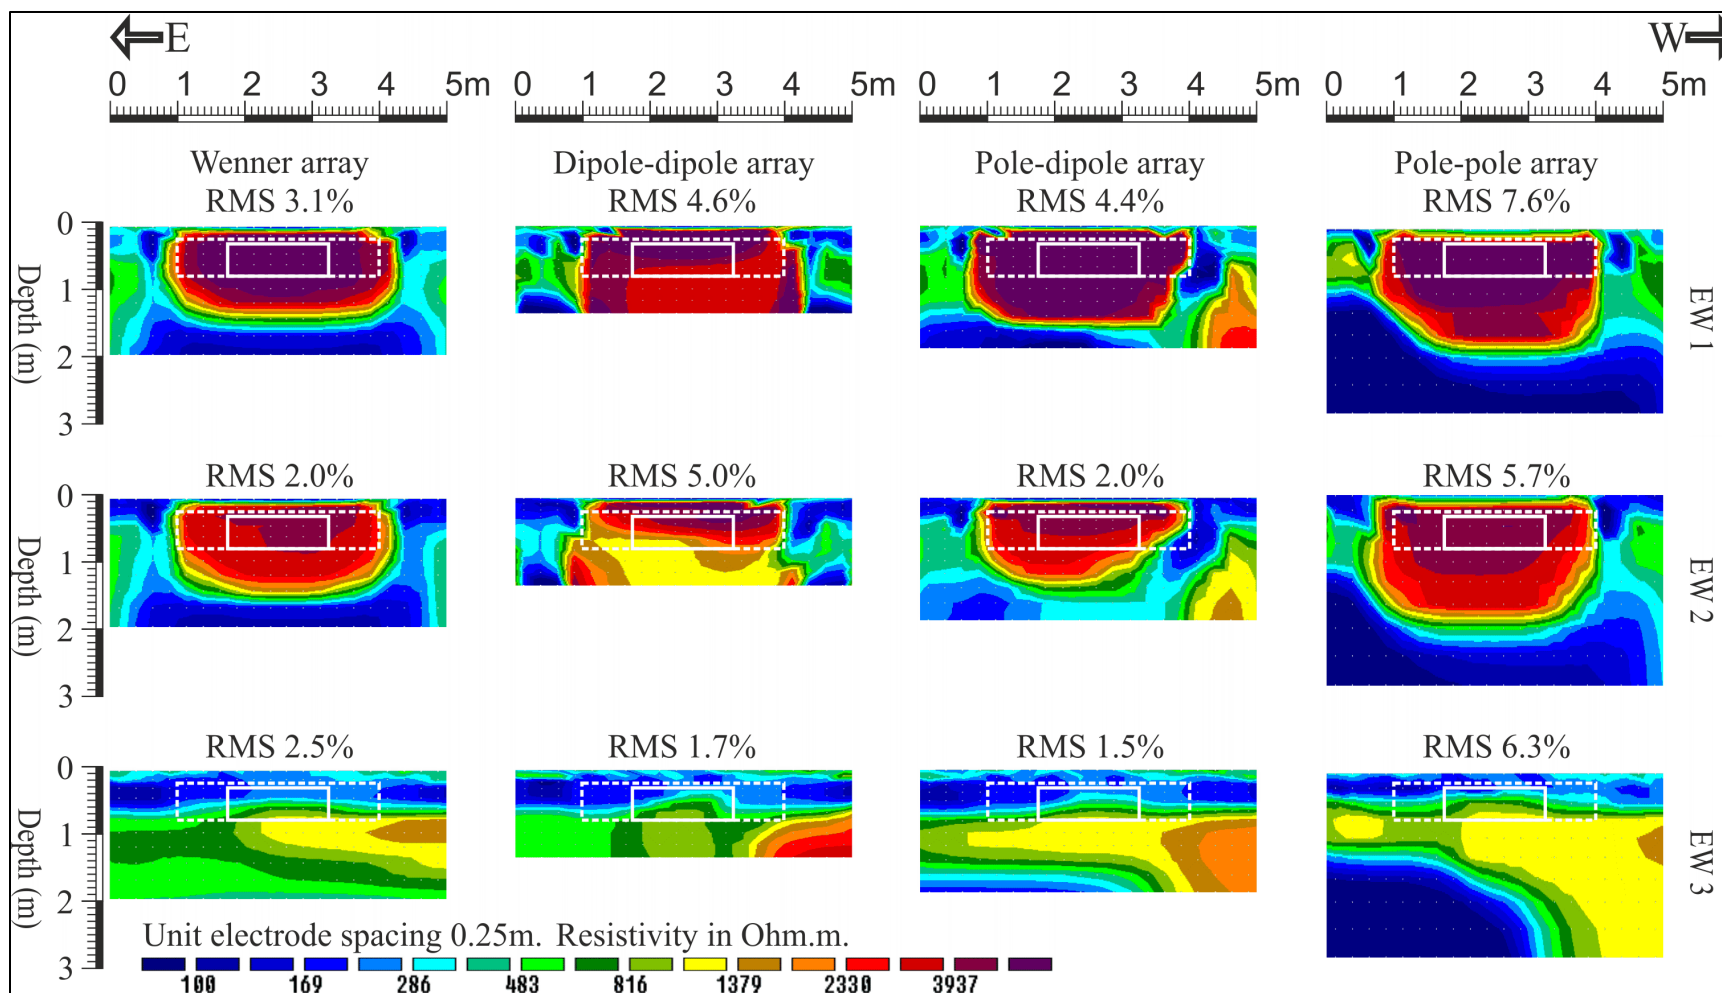 E W
0 1 2 3 4 5m 0 1 2 3 4 5m 0 1 2 3 4 5m 0 1 2 3 4 5m
Wenner array Dipole-dipole array Pole-dipole array Pole-pole array
RMS 3.1% RMS 4.6% RMS 4.4% RMS 7.6%
0
1
2
3
Depth (m)
EW 1
RMS 2.0% RMS 5.0% RMS 2.0% RMS 5.7%
0
1
2
3
Depth (m)
EW 2
RMS 2.5% RMS 1.7% RMS 1.5% RMS 6.3%
0
1
2
3
Depth (m)
EW 3
Unit electrode spacing 0.25m. Resistivity in Ohm.m.
100 169 286 483 816 1379 2330 3937